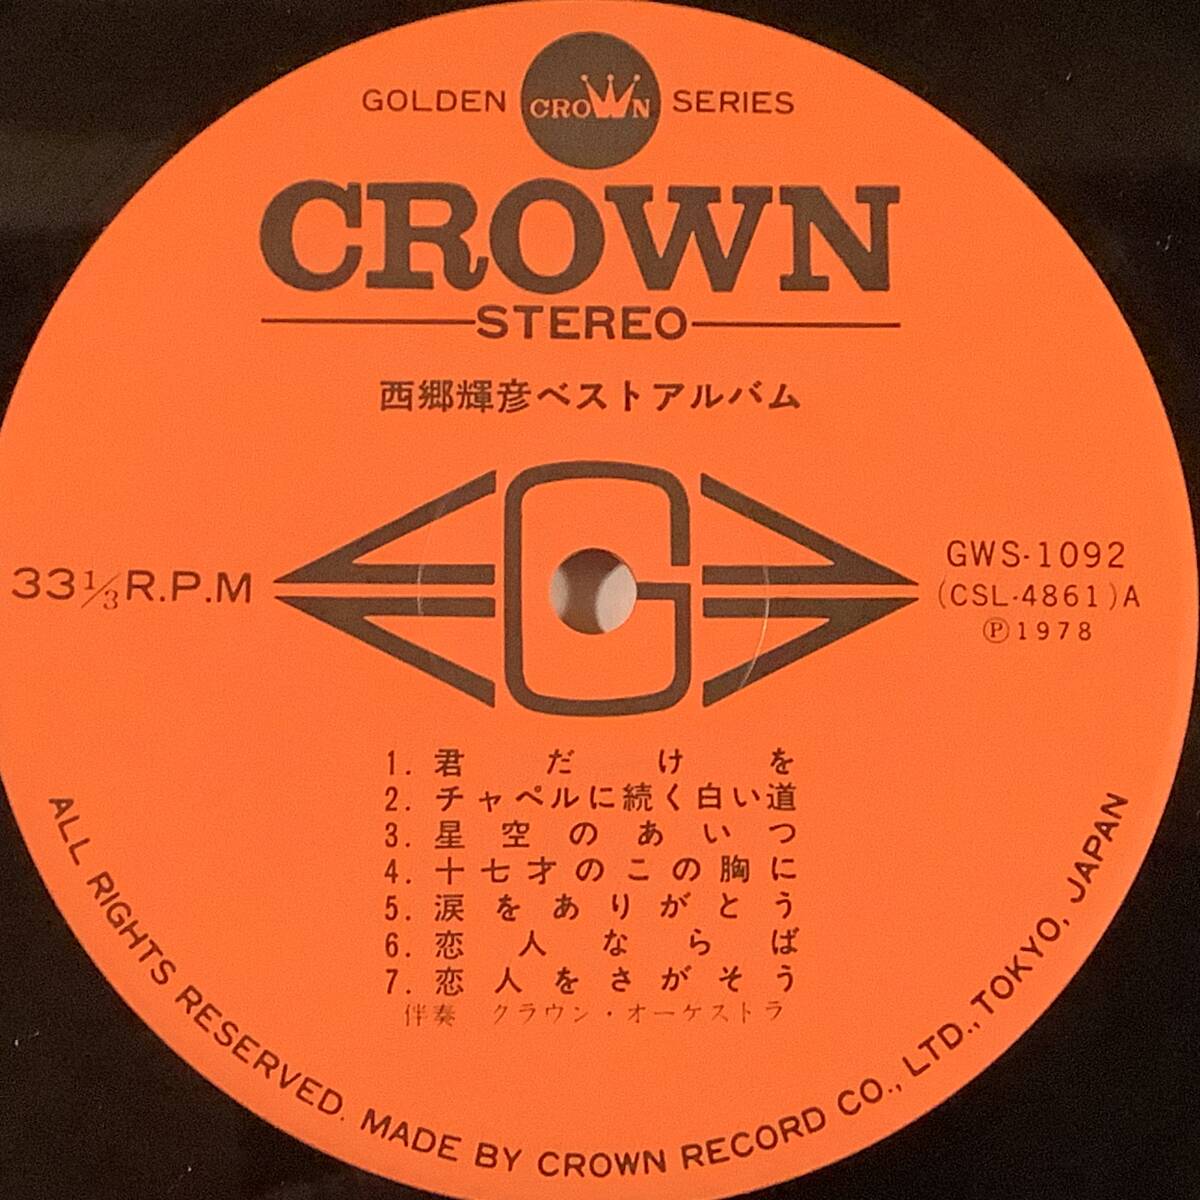 GOLDEN CROWN SERIES
CROWN
STEREO
西郷輝彦ベストアルバム
33 1/3 R.P.M
G
GWS-1092
(CSL-4861)A
Ⓟ1978
1. 君だけを
2. チャペルに続く白い道
3. 星空のあいつ
4. 十七才のこの胸に
5. 涙をありがとう
6. 恋人ならば
7. 恋人をさがそう
伴奏 クラウン・オーケストラ
ALL RIGHTS RESERVED. MADE BY CROWN RECORD CO., LTD., TOKYO, JAPAN